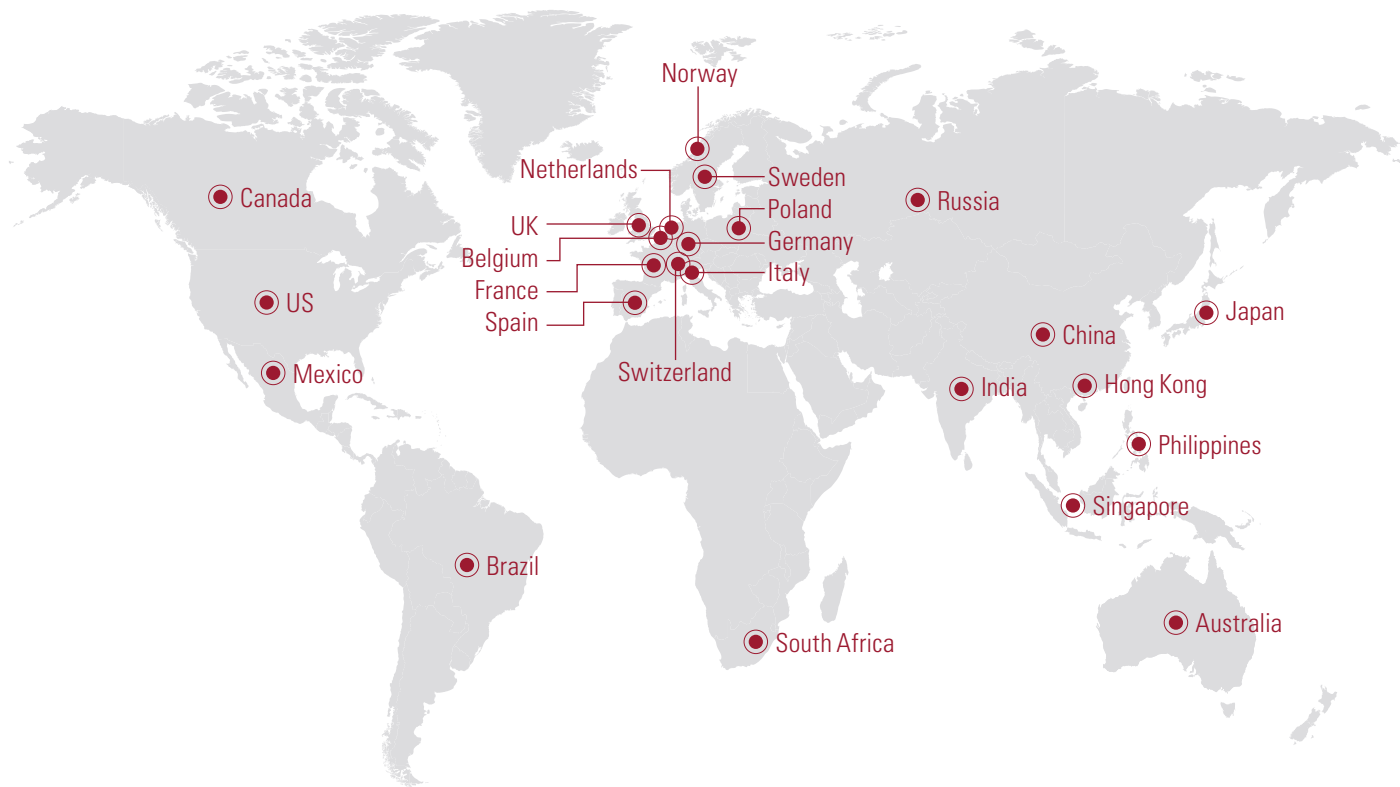 Norway
Netherlands
Sweden
Canada
Russia
Poland
UK
Germany
Belgium
Italy
France
US
Spain
Japan
China
Switzerland
Mexico
India
Hong Kong
Philippines
Singapore
Brazil
Australia
South Africa